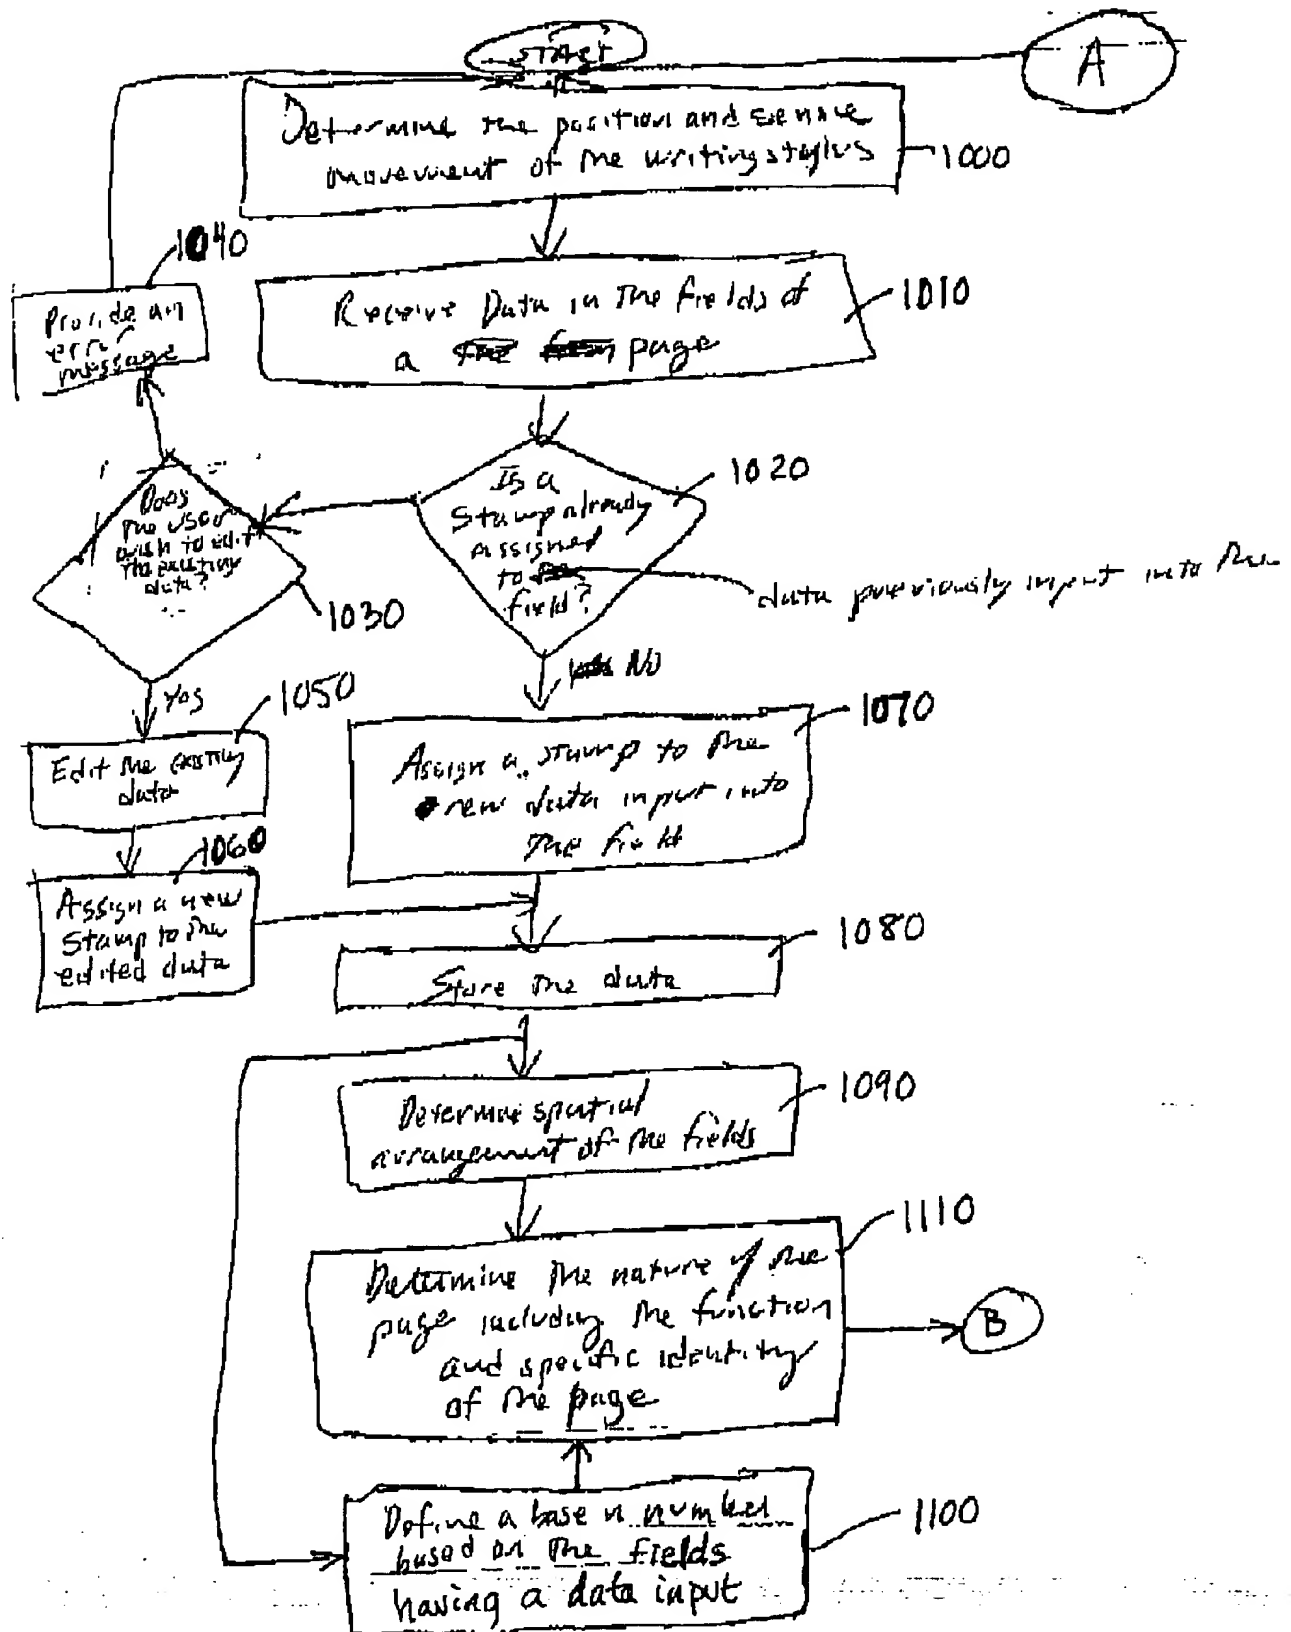 START
A
Determine the position and sense
movement of the writing stylus
1000
1040
Provide an
error
message
Receive Data in the fields of
a page
1010
Is a
stamp already
assigned
to
field?
1020
data previously input into the
Does
the user
wish to edit
the existing
data?
1030
Yes
No
1050
Edit the existing
data
1070
Assign a stamp to the
new data input into
the field
1060
Assign a new
stamp to the
edited data
1080
Store the data
1090
Determine spatial
arrangement of the fields
1110
Determine the nature of the
page including the function
and specific identity
of the page
B
1100
Define a base n number
based on the fields
having a data input